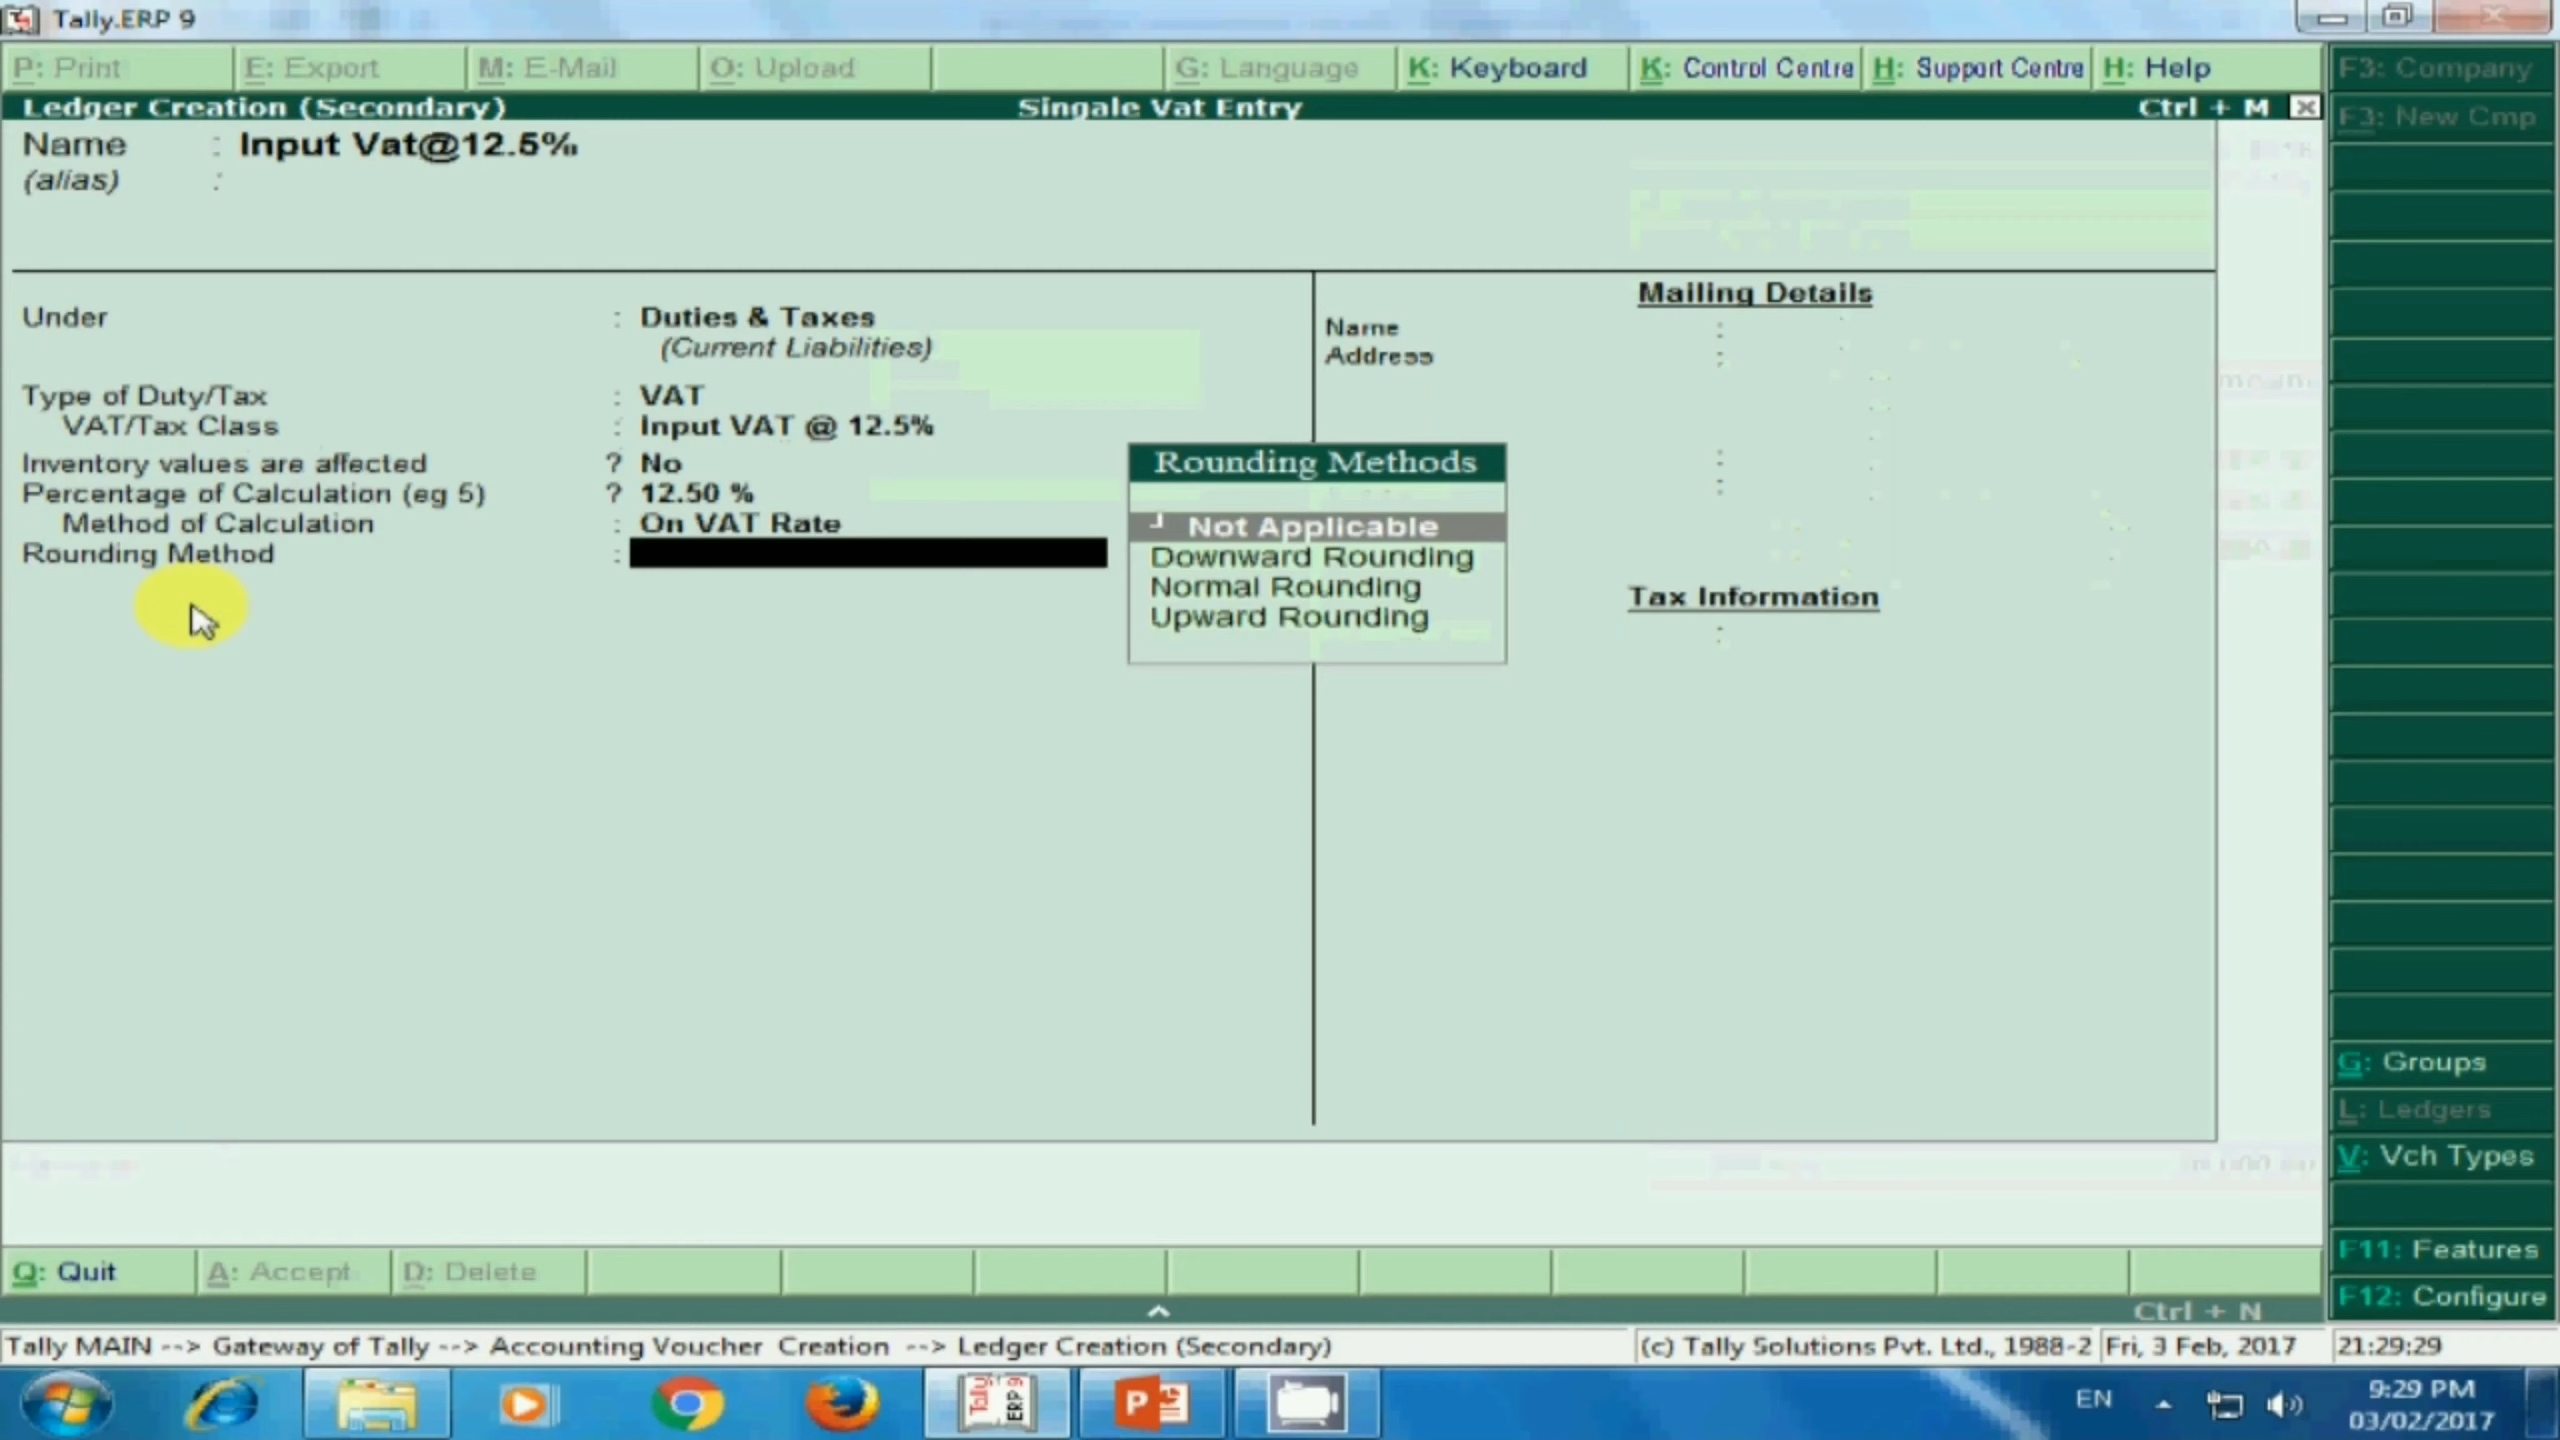 Tally.ERP 9
P: Print E: Export M: E-Mail O: Upload G: Language K: Keyboard K: Control Centre H: Support Centre H: Help F3: Company
Ledger Creation (Secondary) Singale Vat Entry Ctrl + M
F3: New Cmp
Name : Input Vat@12.5%
(alias) :
Mailing Details
Under : Duties & Taxes
(Current Liabilities)
Name :
Address :
Type of Duty/Tax : VAT
VAT/Tax Class : Input VAT @ 12.5%
Inventory values are affected ? No
Percentage of Calculation (eg 5) ? 12.50 %
Method of Calculation : On VAT Rate
Rounding Method :
Rounding Methods
Not Applicable
Downward Rounding
Normal Rounding
Upward Rounding
Tax Information
G: Groups
L: Ledgers
V: Vch Types
F11: Features
F12: Configure
Q: Quit A: Accept D: Delete
Ctrl + N
Tally MAIN --> Gateway of Tally --> Accounting Voucher Creation --> Ledger Creation (Secondary) (c) Tally Solutions Pvt. Ltd., 1988-2 Fri, 3 Feb, 2017 21:29:29
Tally ERP 9
EN
9:29 PM
03/02/2017